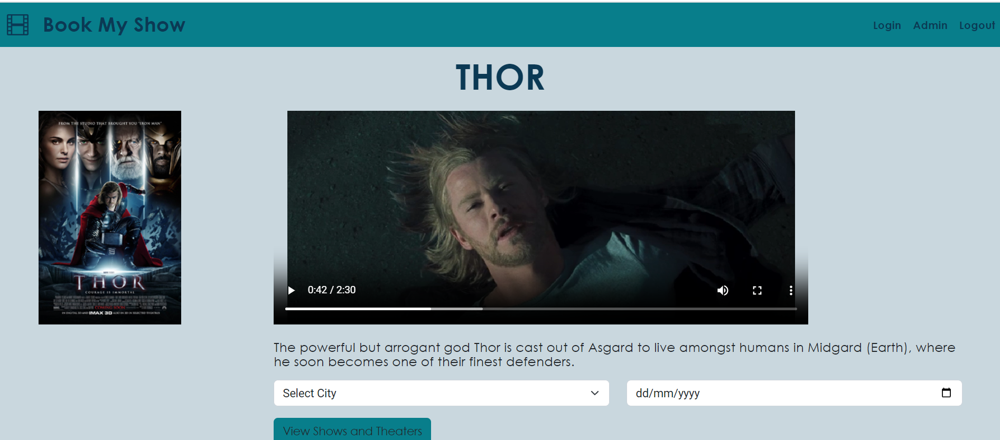 Book My Show
Login Admin Logout
THOR
FROM THE STUDIO THAT BROUGHT YOU "IRON MAN"
THOR
COURAGE IS IMMORTAL
COMING SOON
IN DIGITAL 3D AND IMAX 3D ALSO IN 2D IN SELECTED THEATRES
0:42 / 2:30
The powerful but arrogant god Thor is cast out of Asgard to live amongst humans in Midgard (Earth), where
he soon becomes one of their finest defenders.
Select City
dd/mm/yyyy
View Shows and Theaters